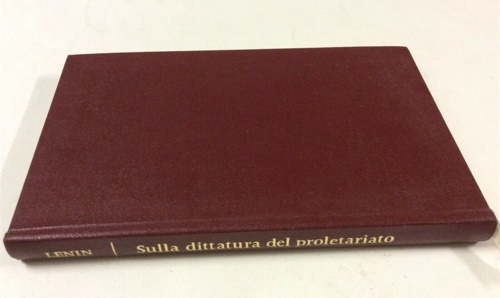 LENIN | Sulla dittatura del proletariato